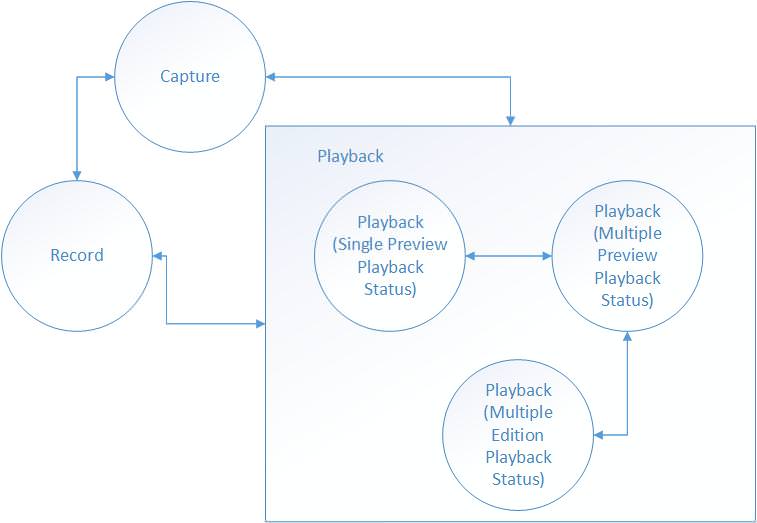 Capture
Playback
Record
Playback
(Single Preview
Playback
Status)
Playback
(Multiple
Preview
Playback
Status)
Playback
(Multiple
Edition
Playback
Status)